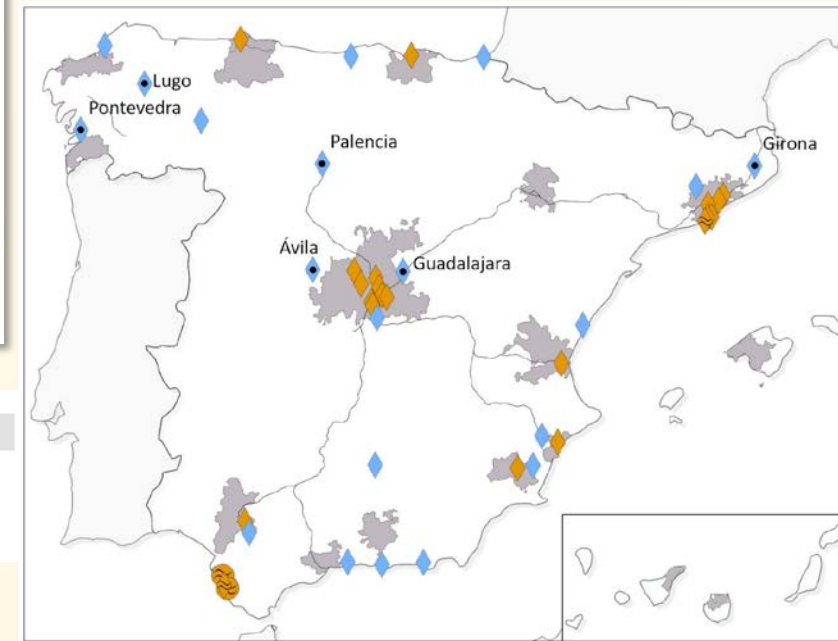 Lugo
Pontevedra
Palencia
Girona
Ávila
Guadalajara